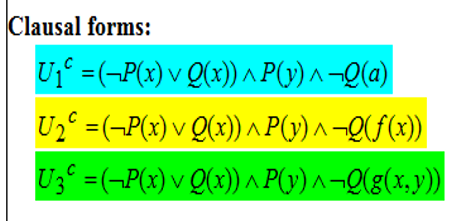 Clausal forms:
U₁ᶜ = (¬P(x) ∨ Q(x)) ∧ P(y) ∧ ¬Q(a)
U₂ᶜ = (¬P(x) ∨ Q(x)) ∧ P(y) ∧ ¬Q(f(x))
U₃ᶜ = (¬P(x) ∨ Q(x)) ∧ P(y) ∧ ¬Q(g(x, y))